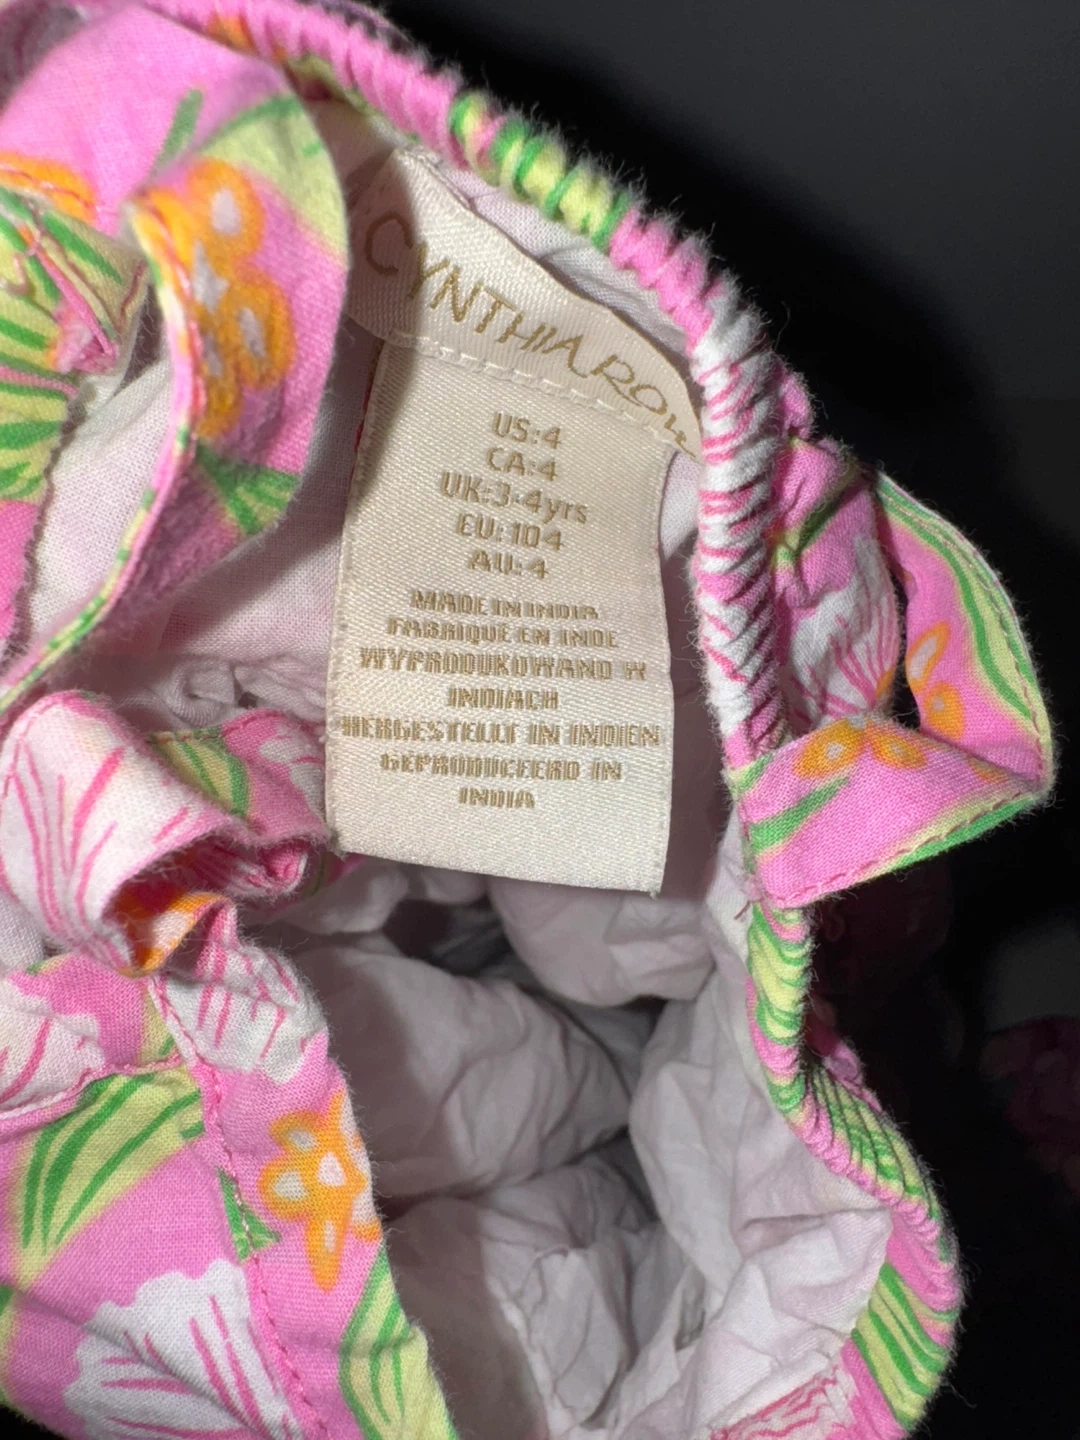 CYNTHIA ROW
US:4
CA:4
UK:3-4yrs
EU:104
AU:4
MADE IN INDIA
FABRIQUÉ EN INDE
WYPRODUKOWANO W
INDIACH
HERGESTELLT IN INDIEN
GEPRODUCEERD IN
INDIA